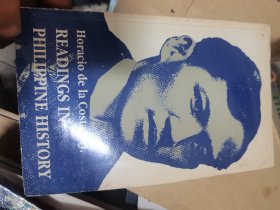 Horacio de la Costa, S.J.
READINGS IN
PHILIPPINE HISTORY